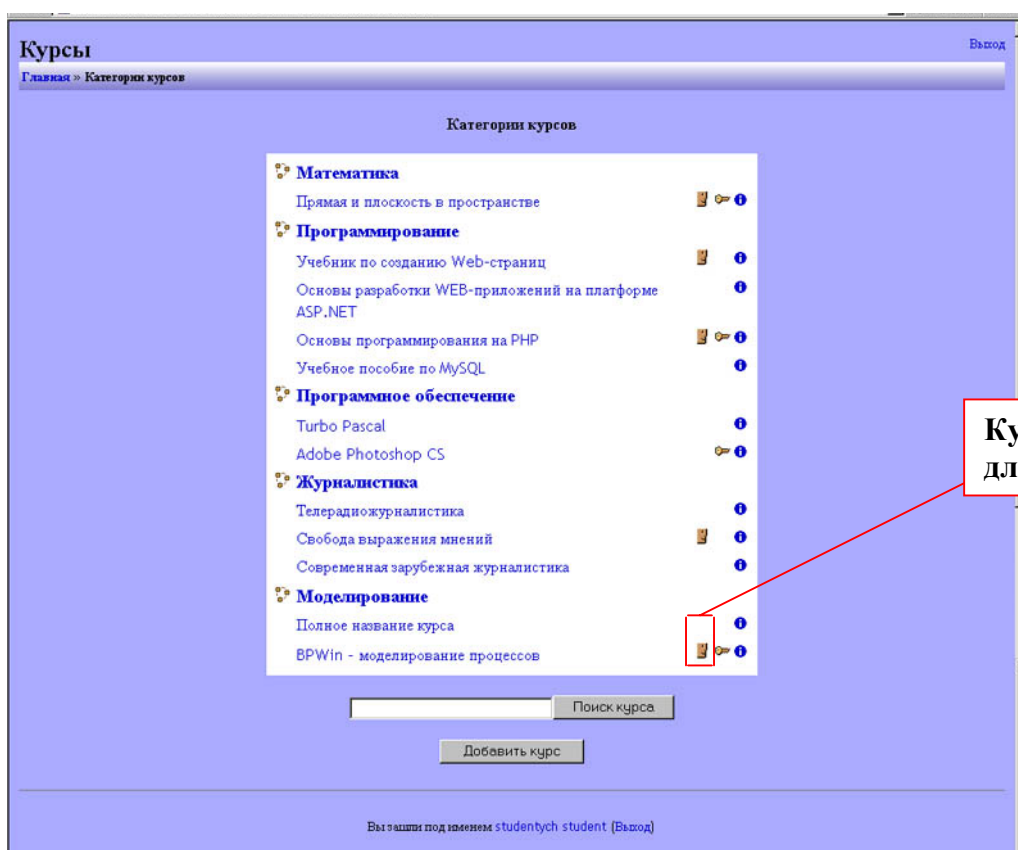 Курсы
Выход
Главная » Категории курсов
Категории курсов
Математика
Прямая и плоскость в пространстве
Программирование
Учебник по созданию Web-страниц
Основы разработки WEB-приложений на платформе
ASP.NET
Основы программирования на PHP
Учебное пособие по MySQL
Программное обеспечение
Turbo Pascal
Adobe Photoshop CS
Журналистика
Телерадиожурналистика
Свобода выражения мнений
Современная зарубежная журналистика
Моделирование
Полное название курса
BPWin - моделирование процессов
Ку
дл
Поиск курса
Добавить курс
Вы зашли под именем studentych student (Выход)